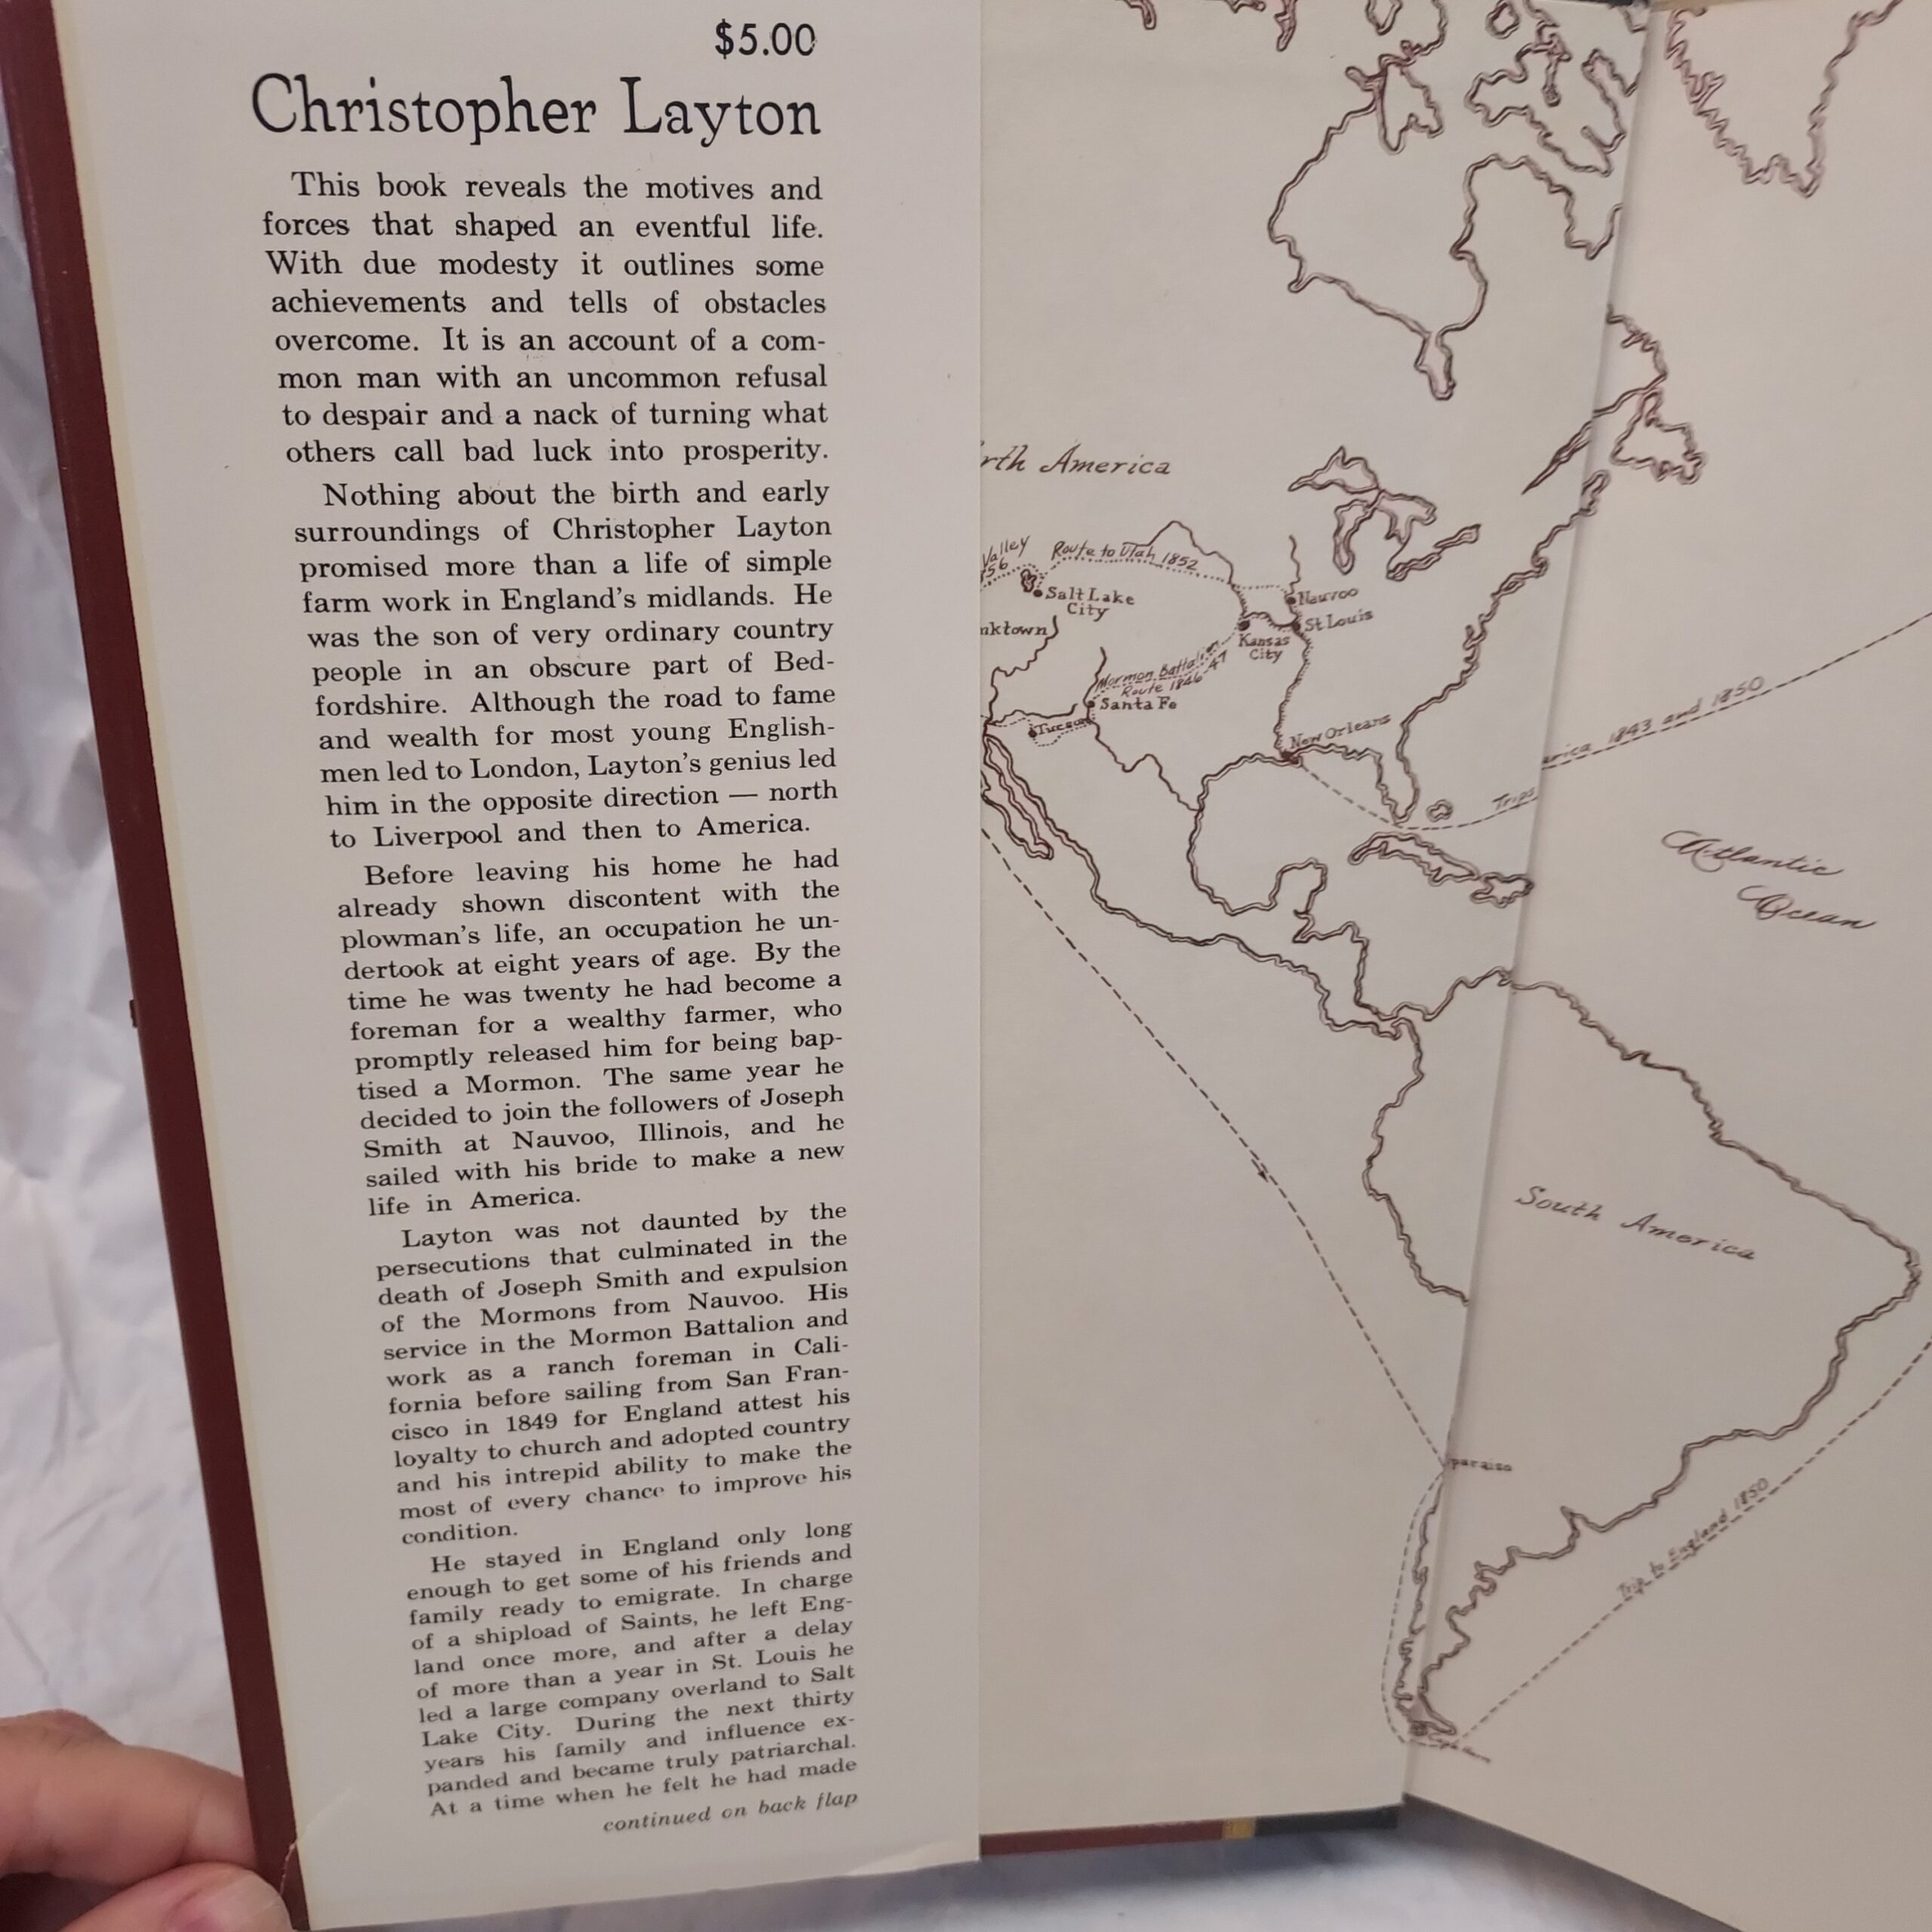 $5.00
Christopher Layton
This book reveals the motives and
forces that shaped an eventful life.
With due modesty it outlines some
achievements and tells of obstacles
overcome. It is an account of a com-
mon man with an uncommon refusal
to despair and a nack of turning what
others call bad luck into prosperity.
Nothing about the birth and early
surroundings of Christopher Layton
promised more than a life of simple
farm work in England's midlands. He
was the son of very ordinary country
people in an obscure part of Bed-
fordshire. Although the road to fame
and wealth for most young English-
men led to London, Layton's genius led
him in the opposite direction — north
to Liverpool and then to America.
Before leaving his home he had
already shown discontent with the
plowman's life, an occupation he un-
dertook at eight years of age. By the
time he was twenty he had become a
foreman for a wealthy farmer, who
promptly released him for being bap-
tised a Mormon. The same year he
decided to join the followers of Joseph
Smith at Nauvoo, Illinois, and he
sailed with his bride to make a new
life in America.
Layton was not daunted by the
persecutions that culminated in the
death of Joseph Smith and expulsion
of the Mormons from Nauvoo. His
service in the Mormon Battalion and
work as a ranch foreman in Cali-
fornia before sailing from San Fran-
cisco in 1849 for England attest his
loyalty to church and adopted country
and his intrepid ability to make the
most of every chance to improve his
condition.
He stayed in England only long
enough to get some of his friends and
family ready to emigrate. In charge
of a shipload of Saints, he left Eng-
land once more, and after a delay
of more than a year in St. Louis he
led a large company overland to Salt
Lake City. During the next thirty
years his family and influence ex-
panded and became truly patriarchal.
At a time when he felt he had made
continued on back flap
rth America
Valley
56
Route to Utah 1852
Salt Lake
City
nktown
Nauvoo
St Louis
Kansas
City
Mormon Battalion
Route 1846 47
Santa Fe
Tucson
New Orleans
Trips
erica 1843 and 1850
Atlantic
Ocean
South America
paraiso
Trip to England 1850